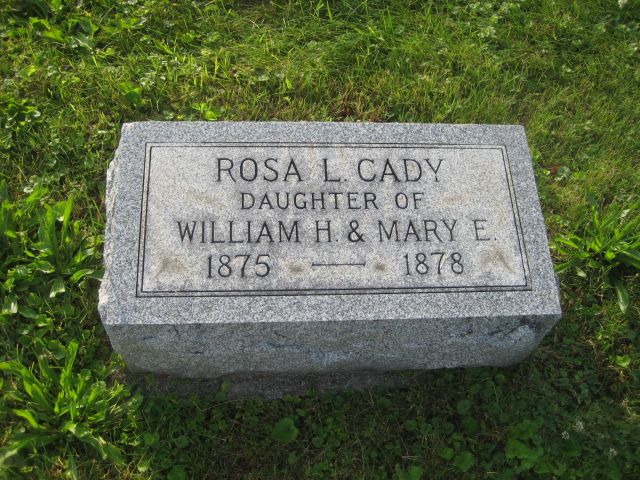 ROSA L. CADY
DAUGHTER OF
WILLIAM H. & MARY E.
1875 — 1878